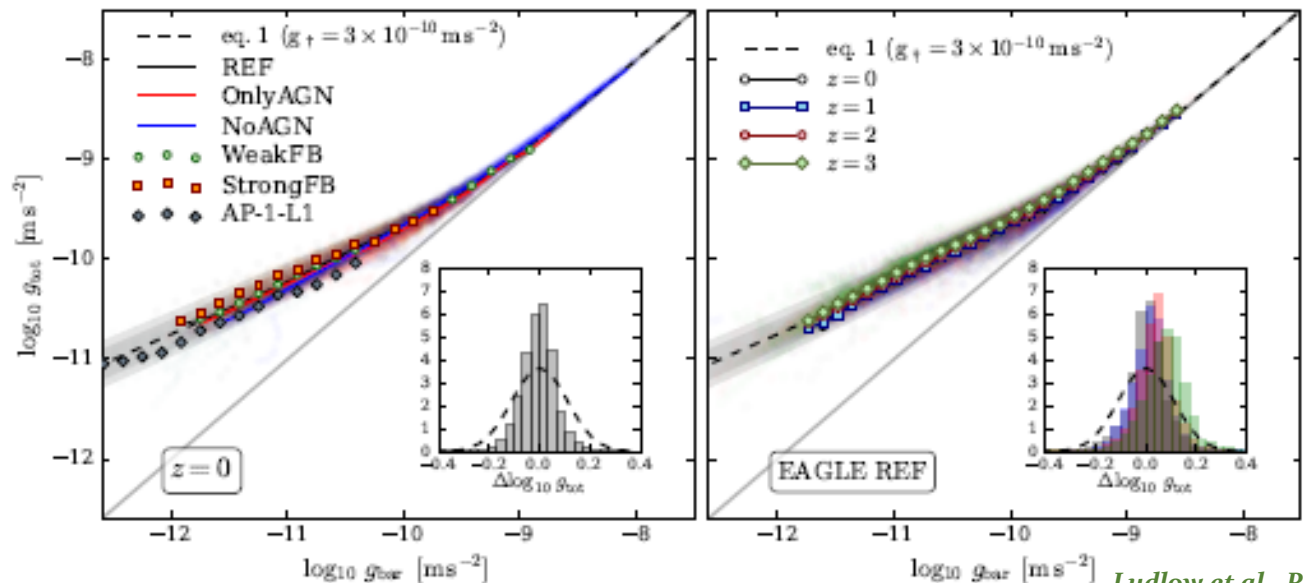 eq. 1 (g† = 3 × 10⁻¹⁰ m s⁻²)
REF
OnlyAGN
NoAGN
WeakFB
StrongFB
AP-1-L1
log₁₀ g_tot [m s⁻²]
−8
−9
−10
−11
−12
z = 0
8
7
6
5
4
3
2
1
0
−0.4 −0.2 0.0 0.2 0.4
Δlog₁₀ g_tot
−12 −11 −10 −9 −8
log₁₀ g_bar [m s⁻²]
eq. 1 (g† = 3 × 10⁻¹⁰ m s⁻²)
z = 0
z = 1
z = 2
z = 3
EAGLE REF
8
7
6
5
4
3
2
1
0
−0.4 −0.2 0.0 0.2 0.4
Δlog₁₀ g_tot
−12 −11 −10 −9 −8
log₁₀ g_bar [m s⁻²]
Ludlow et al., P